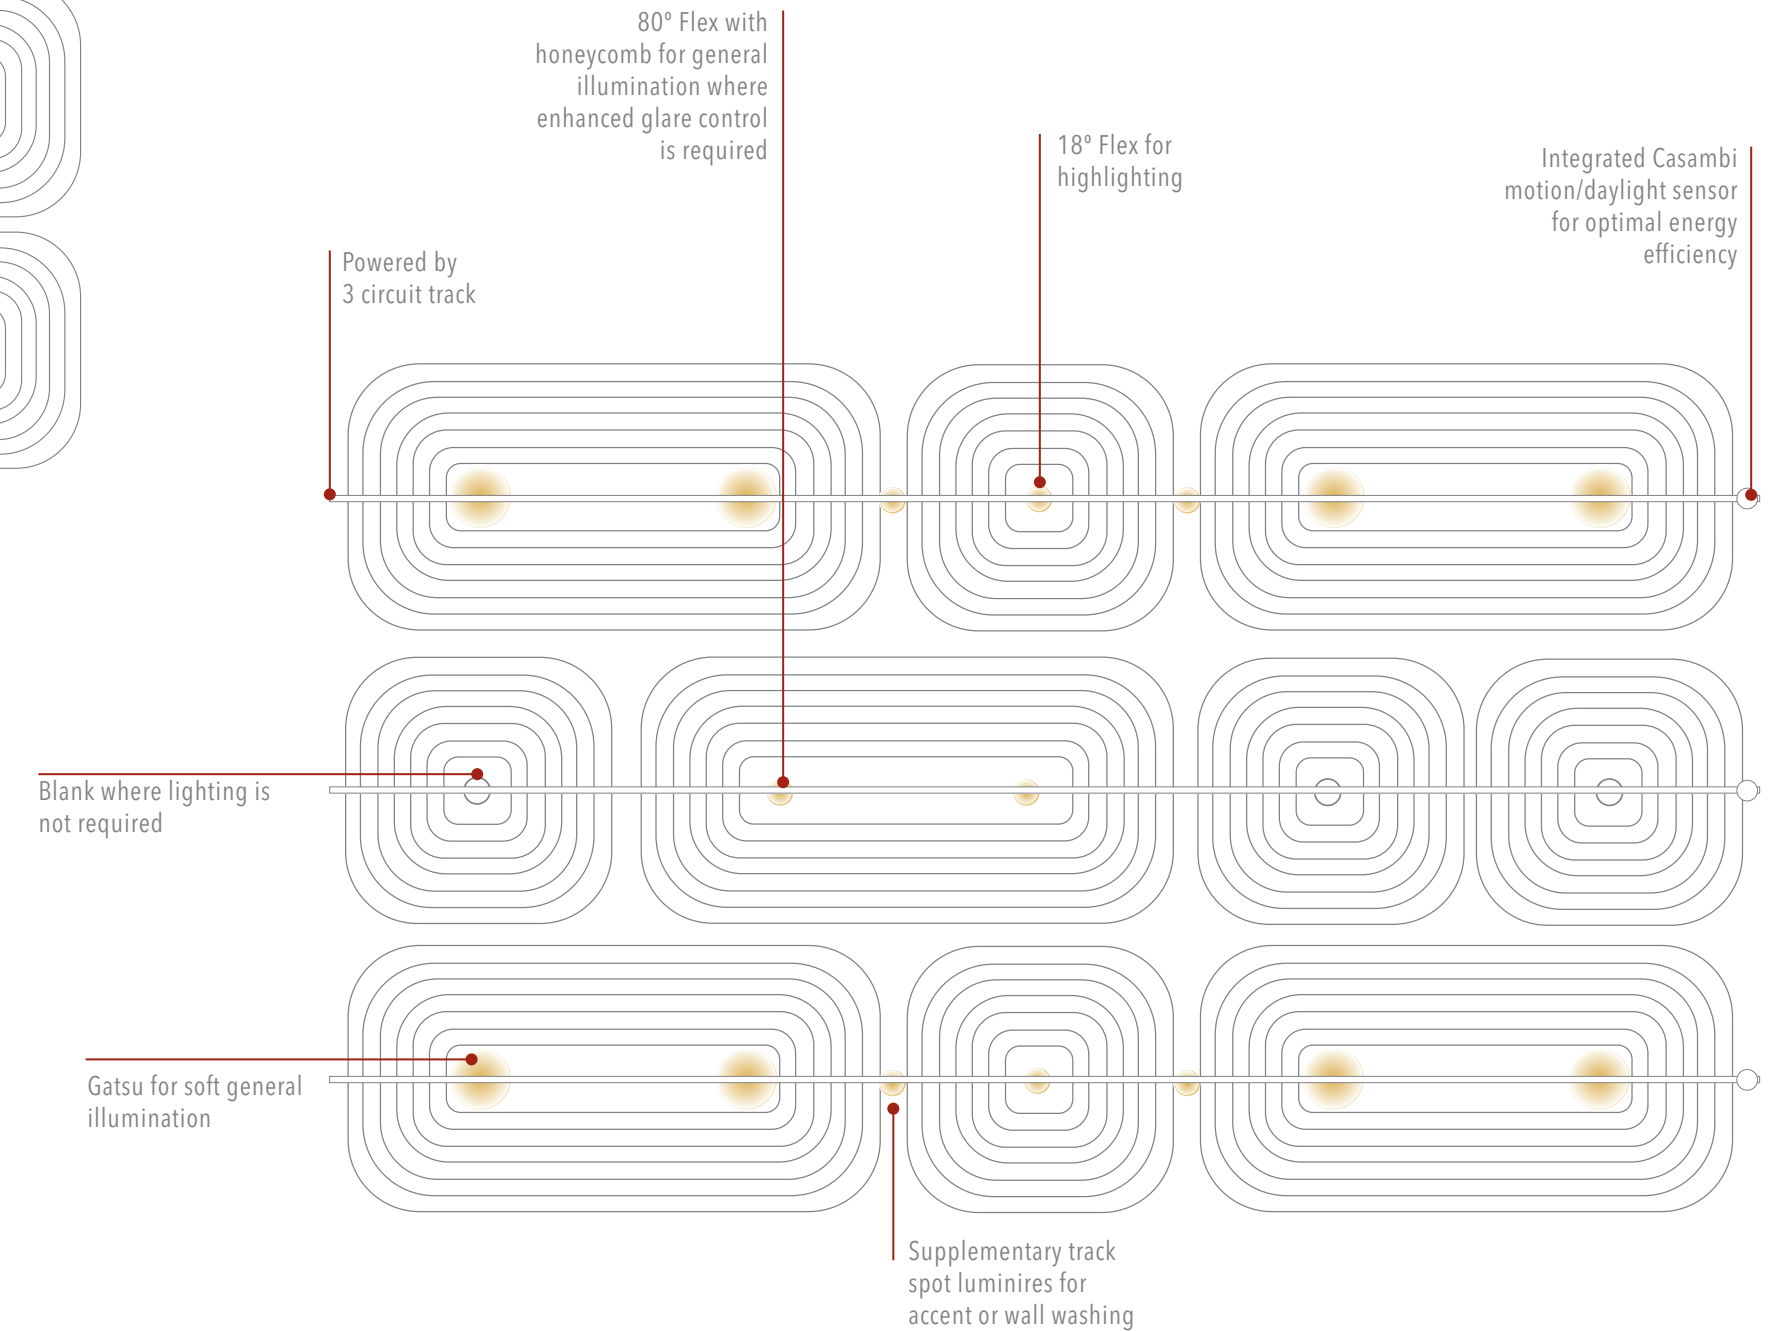 80º Flex with
honeycomb for general
illumination where
enhanced glare control
is required
18º Flex for
highlighting
Integrated Casambi
motion/daylight sensor
for optimal energy
efficiency
Powered by
3 circuit track
Blank where lighting is
not required
Gatsu for soft general
illumination
Supplementary track
spot luminires for
accent or wall washing